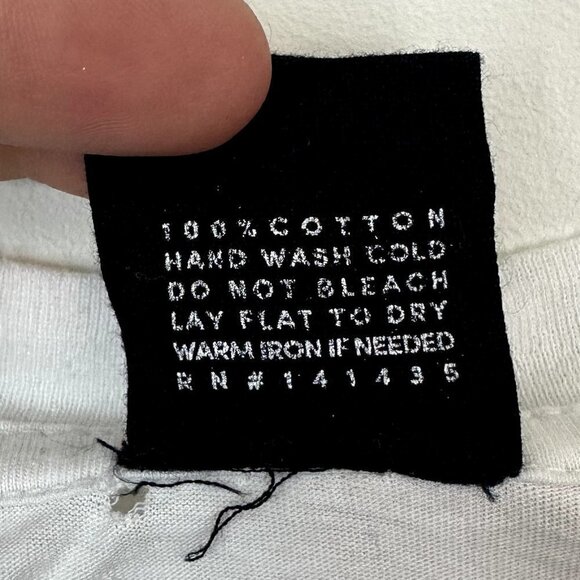 100% COTTON
HAND WASH COLD
DO NOT BLEACH
LAY FLAT TO DRY
WARM IRON IF NEEDED
RN#141435